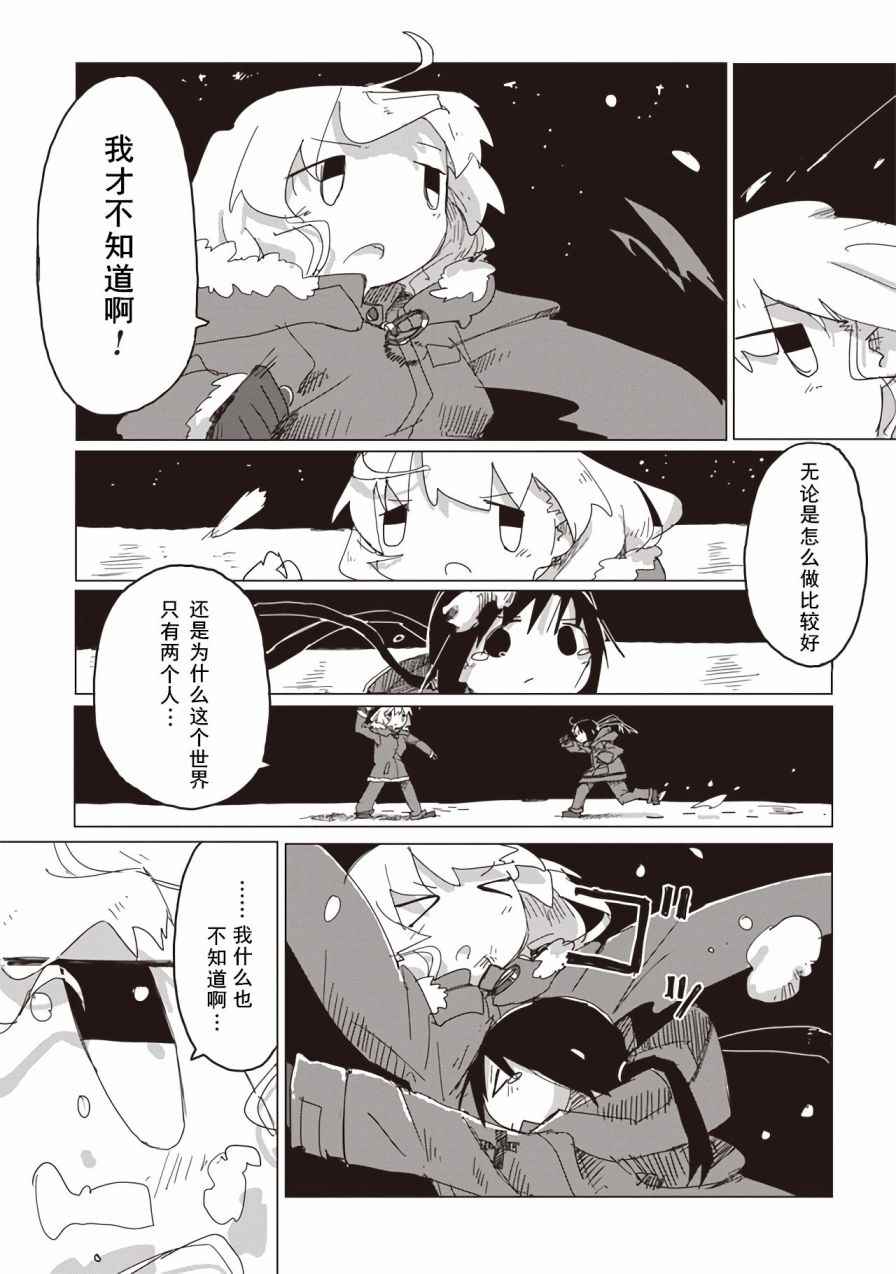 我才不知道啊！
无论是怎么做比较好
还是为什么这个世界
只有两个人…
……我什么也
不知道啊…